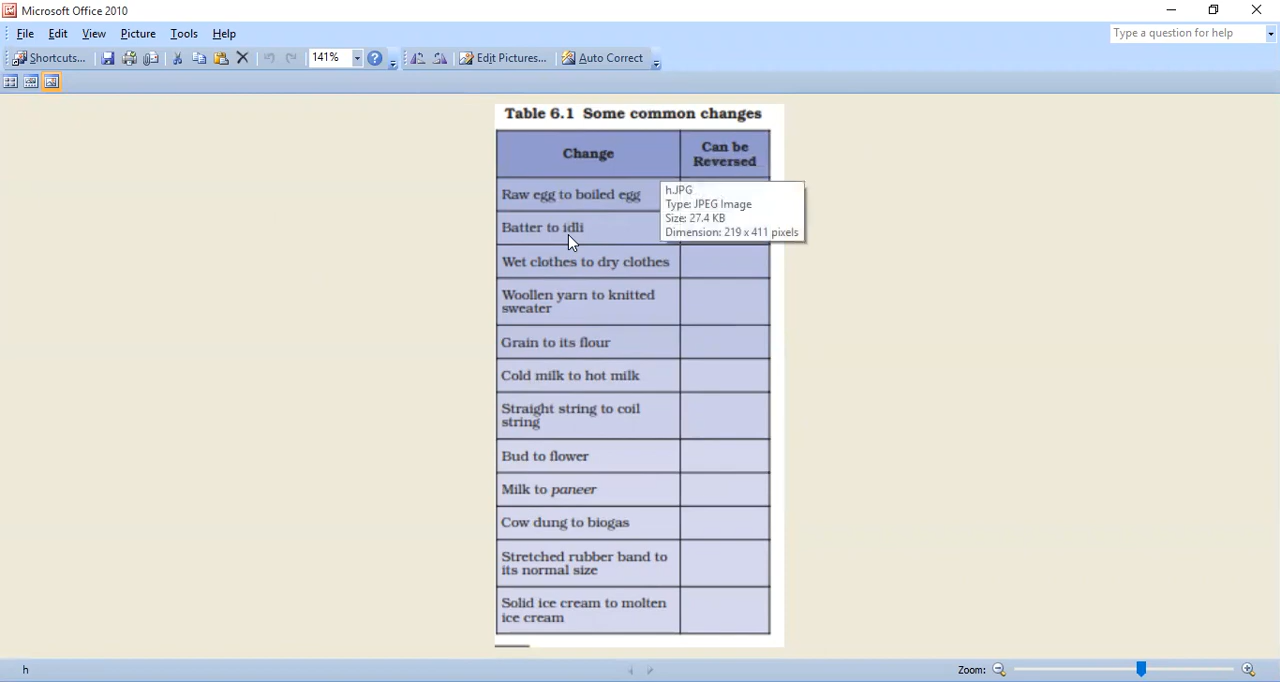 Microsoft Office 2010
File Edit View Picture Tools Help
Type a question for help
Shortcuts... 141% Edit Pictures... Auto Correct
Table 6.1 Some common changes
Change
Can be
Reversed
Raw egg to boiled egg
h.JPG
Type: JPEG Image
Size: 27.4 KB
Dimension: 219 x 411 pixels
Batter to idli
Wet clothes to dry clothes
Woollen yarn to knitted
sweater
Grain to its flour
Cold milk to hot milk
Straight string to coil
string
Bud to flower
Milk to paneer
Cow dung to biogas
Stretched rubber band to
its normal size
Solid ice cream to molten
ice cream
h
Zoom: